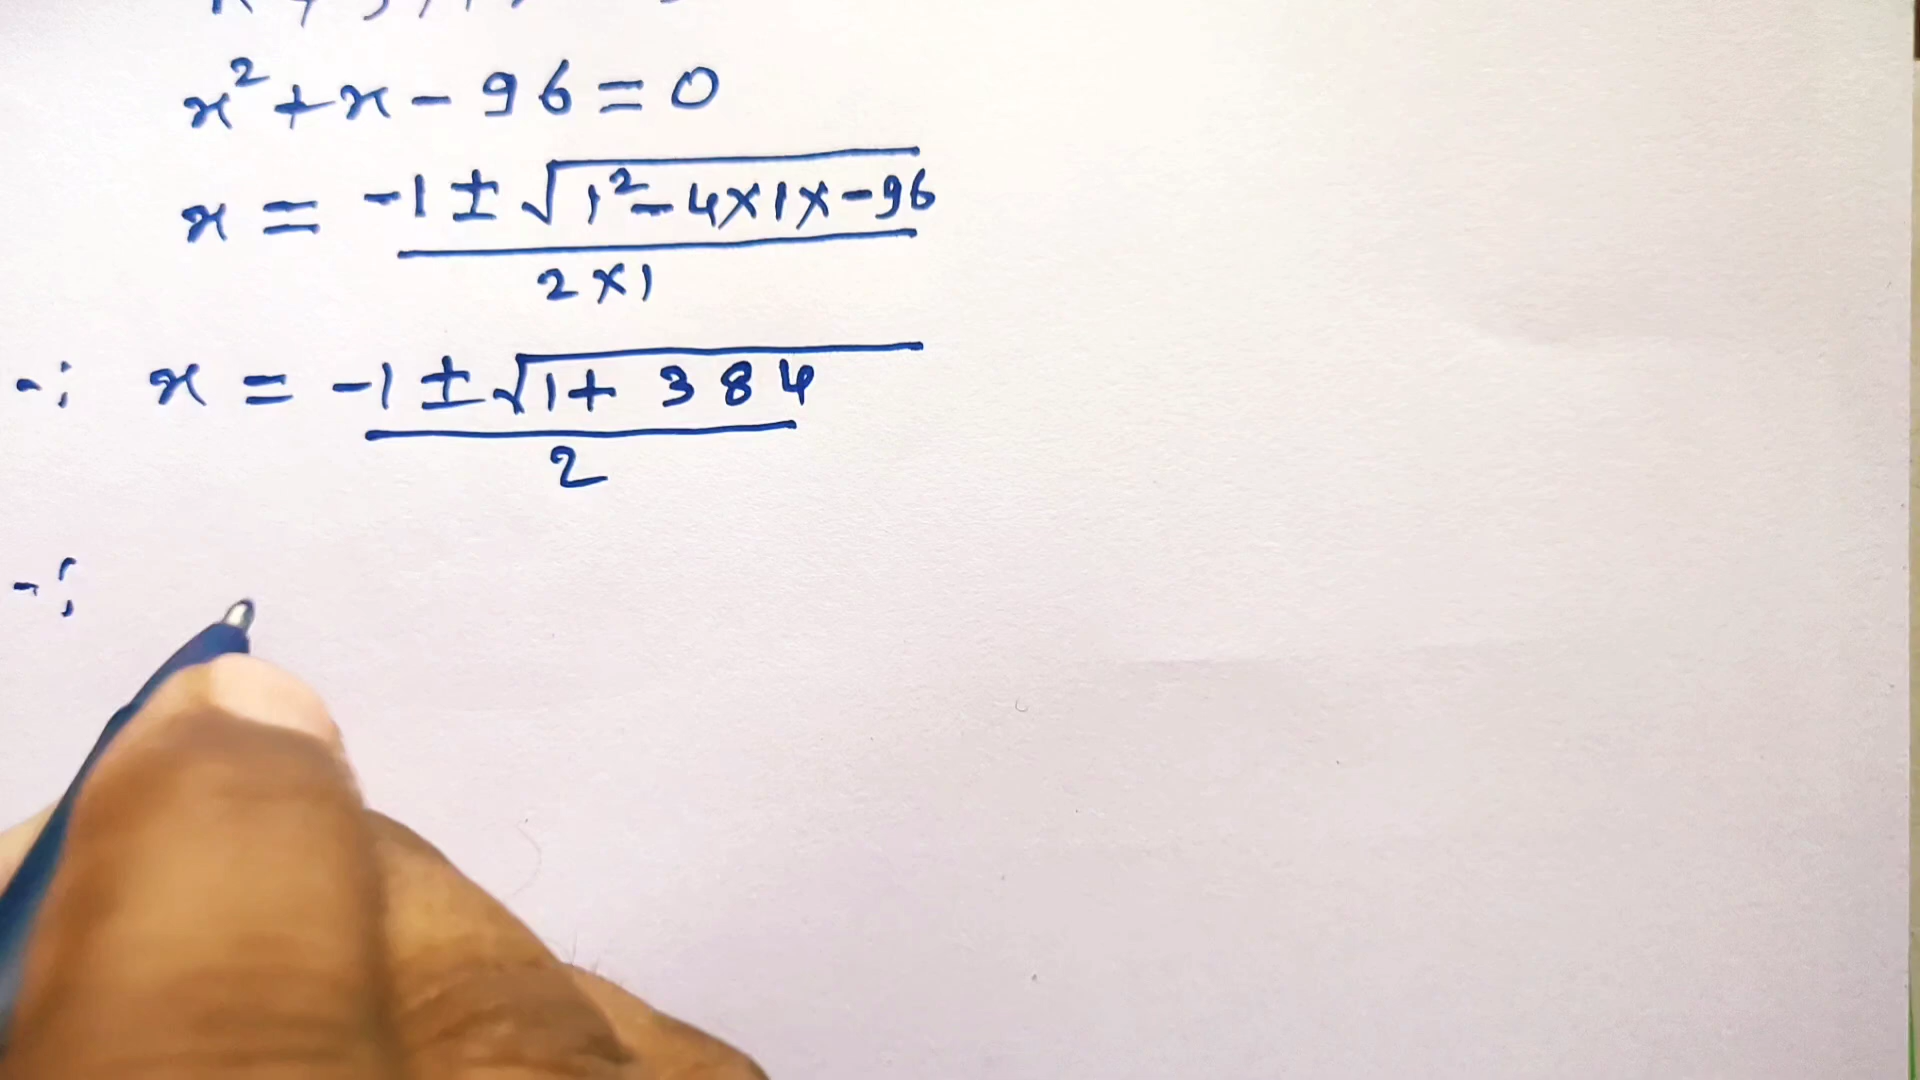 x² + x - 96 = 0
x = -1 ± √1² - 4×1×-96
2×1
∴ x = -1 ± √1 + 384
2
∴